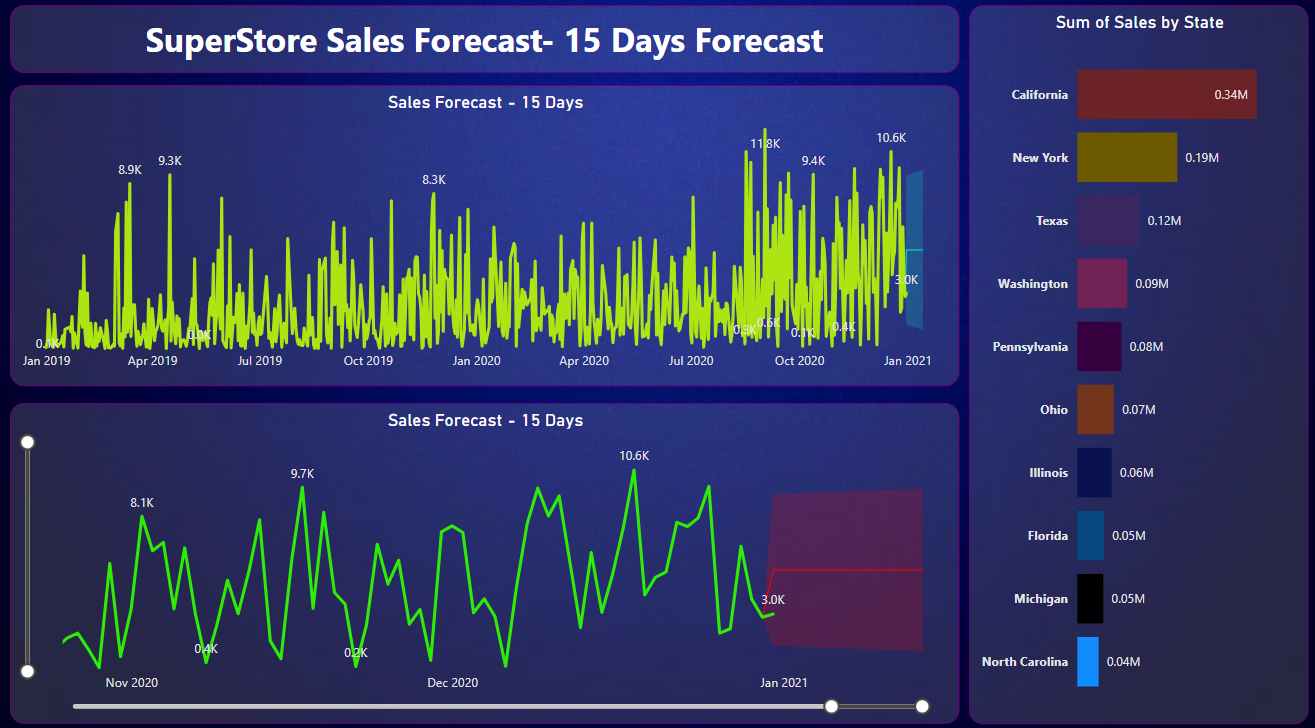 SuperStore Sales Forecast- 15 Days Forecast
Sales Forecast - 15 Days
8.9K
9.3K
8.3K
11.8K
9.4K
10.6K
3.0K
0.1K
0.3K
0.6K
0.1K
0.4K
Jan 2019
Apr 2019
Jul 2019
Oct 2019
Jan 2020
Apr 2020
Jul 2020
Oct 2020
Jan 2021
Sales Forecast - 15 Days
8.1K
9.7K
10.6K
3.0K
0.4K
0.2K
Nov 2020
Dec 2020
Jan 2021
Sum of Sales by State
California 0.34M
New York 0.19M
Texas 0.12M
Washington 0.09M
Pennsylvania 0.08M
Ohio 0.07M
Illinois 0.06M
Florida 0.05M
Michigan 0.05M
North Carolina 0.04M